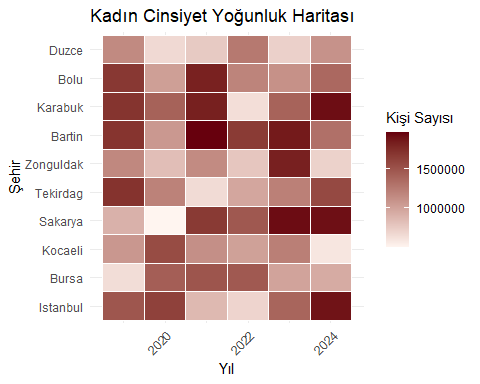 Kadın Cinsiyet Yoğunluk Haritası
Duzce
Bolu
Karabuk
Bartin
Zonguldak
Tekirdag
Sakarya
Kocaeli
Bursa
Istanbul
Şehir
2020
2022
2024
Yıl
Kişi Sayısı
1500000
1000000